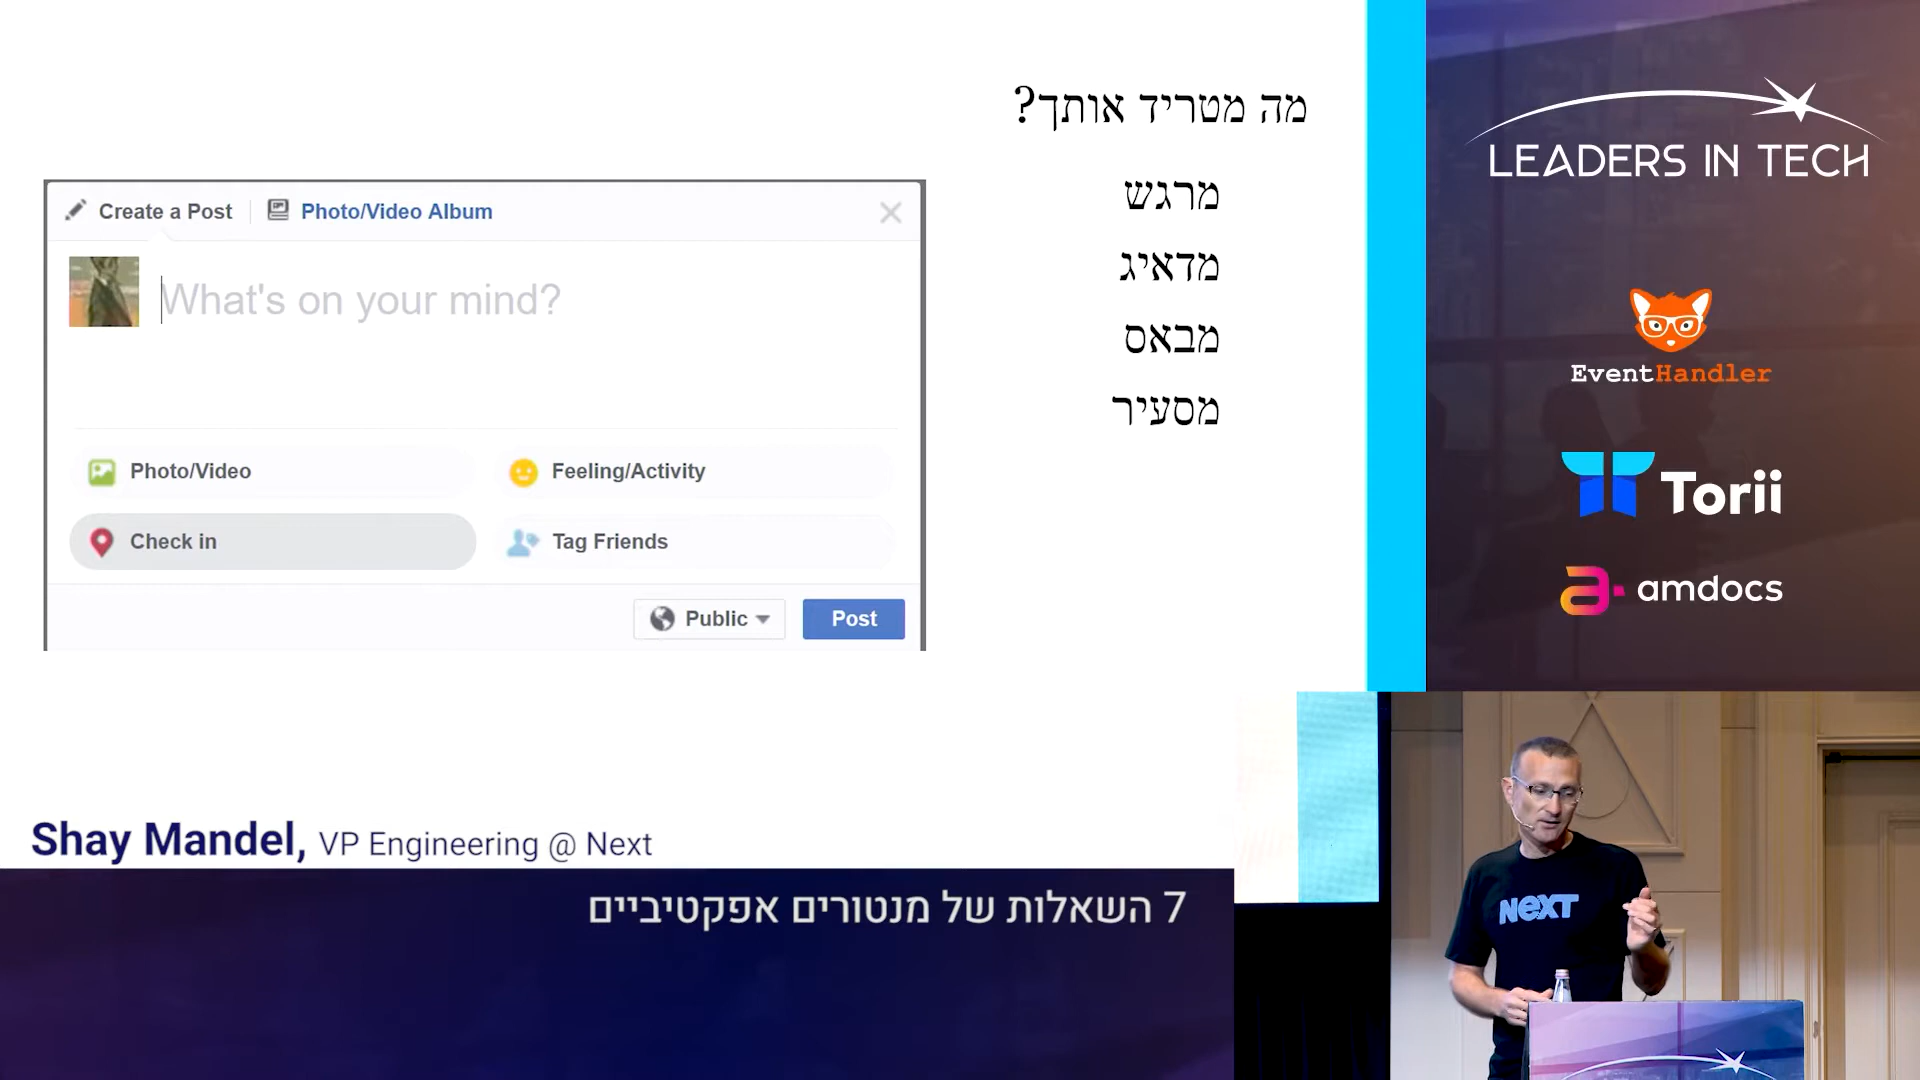 מה מטריד אותך?
מרגש
מדאיג
מבאס
מסעיר
Create a Post
Photo/Video Album
What's on your mind?
Photo/Video
Feeling/Activity
Check in
Tag Friends
Public
Post
LEADERS IN TECH
EventHandler
Torii
amdocs
Shay Mandel, VP Engineering @ Next
7 השאלות של מנטורים אפקטיביים
NEXT